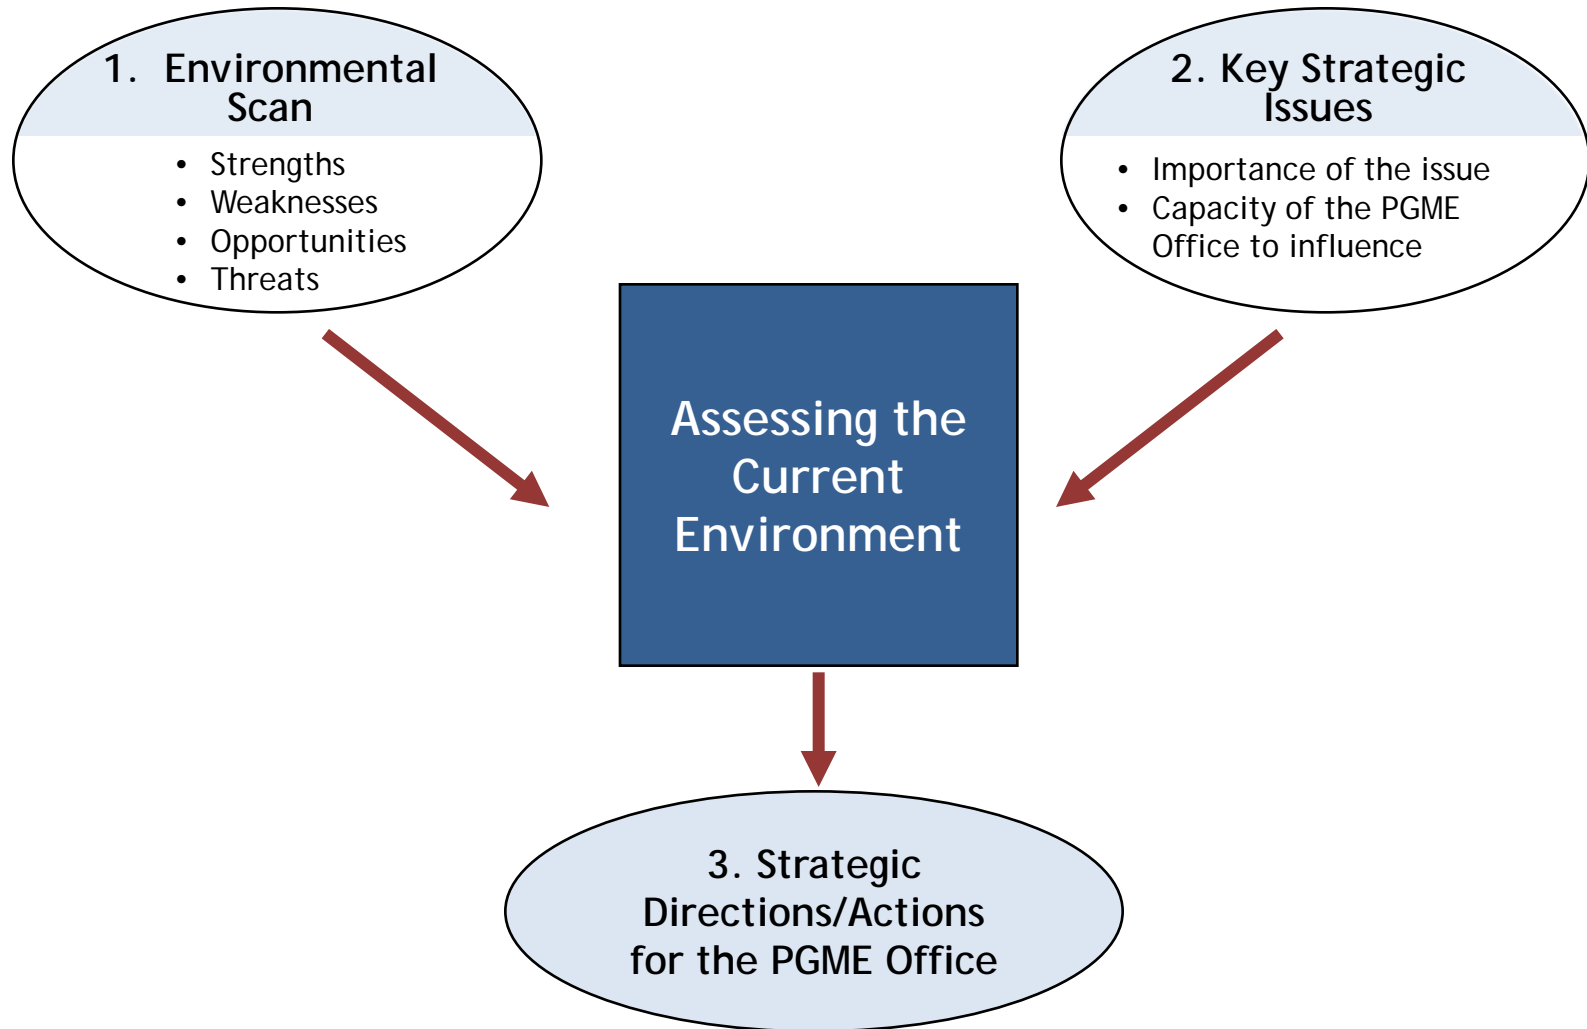 1. Environmental
Scan
• Strengths
• Weaknesses
• Opportunities
• Threats
2. Key Strategic
Issues
• Importance of the issue
• Capacity of the PGME
Office to influence
Assessing the
Current
Environment
3. Strategic
Directions/Actions
for the PGME Office